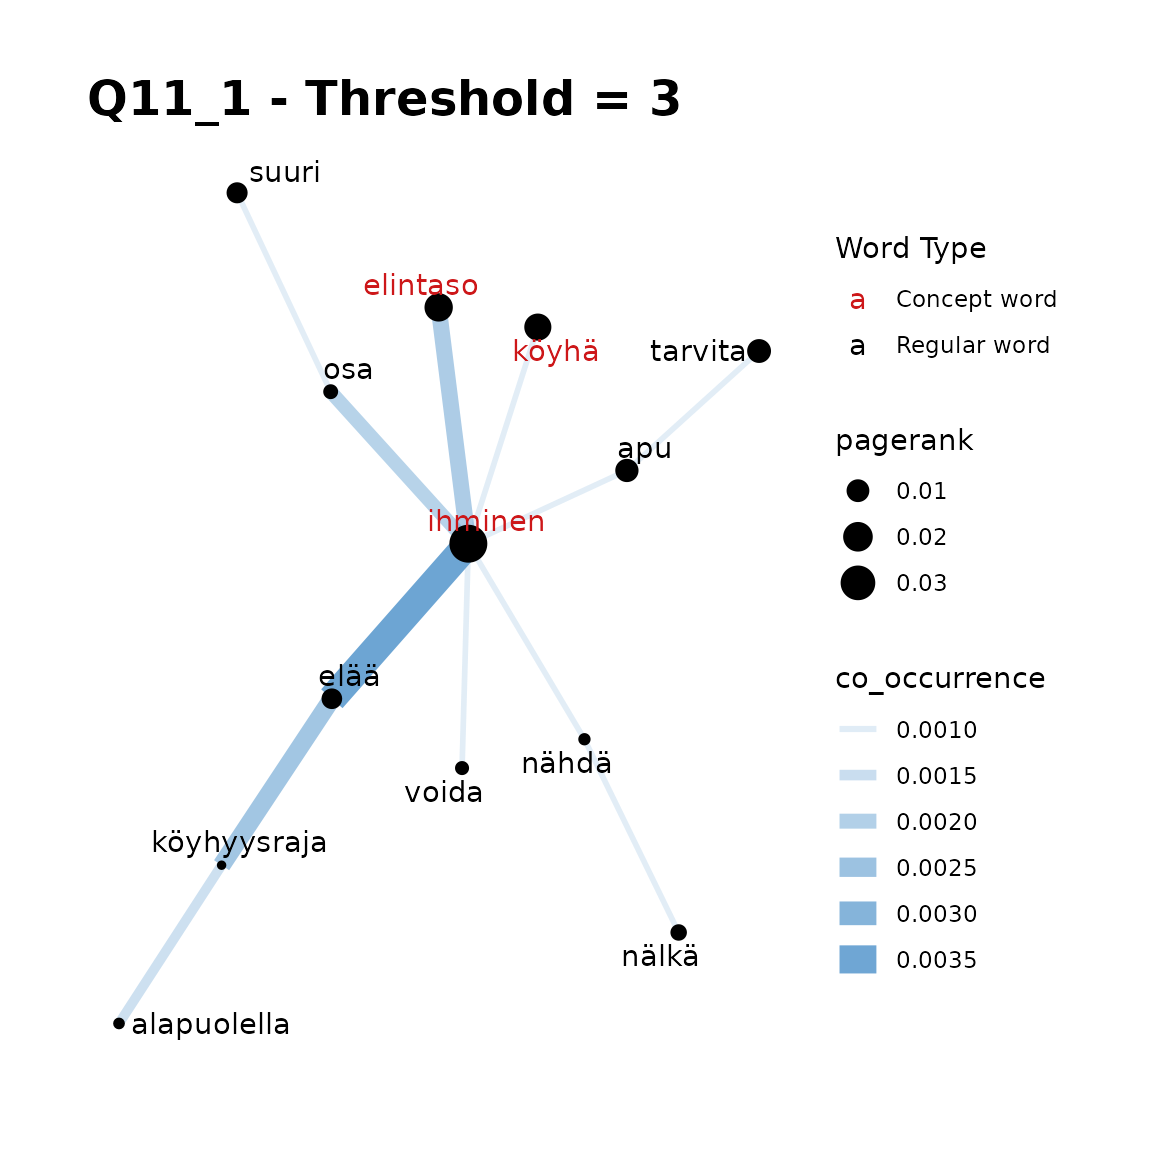 Q11_1 - Threshold = 3
suuri
elintaso
köyhä
tarvita
osa
apu
ihminen
elää
nähdä
voida
köyhyysraja
nälkä
alapuolella
Word Type
a Concept word
a Regular word
pagerank
0.01
0.02
0.03
co_occurrence
0.0010
0.0015
0.0020
0.0025
0.0030
0.0035